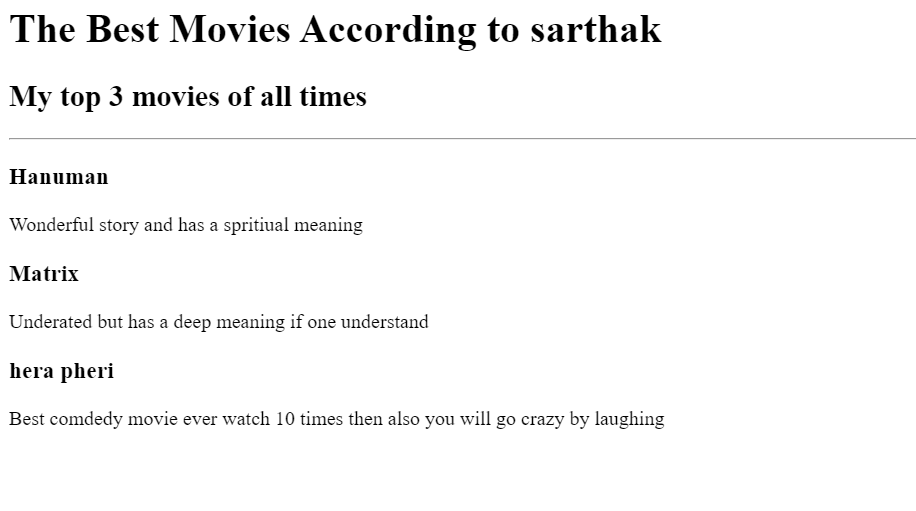 The Best Movies According to sarthak
My top 3 movies of all times
Hanuman
Wonderful story and has a spritiual meaning
Matrix
Underated but has a deep meaning if one understand
hera pheri
Best comdedy movie ever watch 10 times then also you will go crazy by laughing